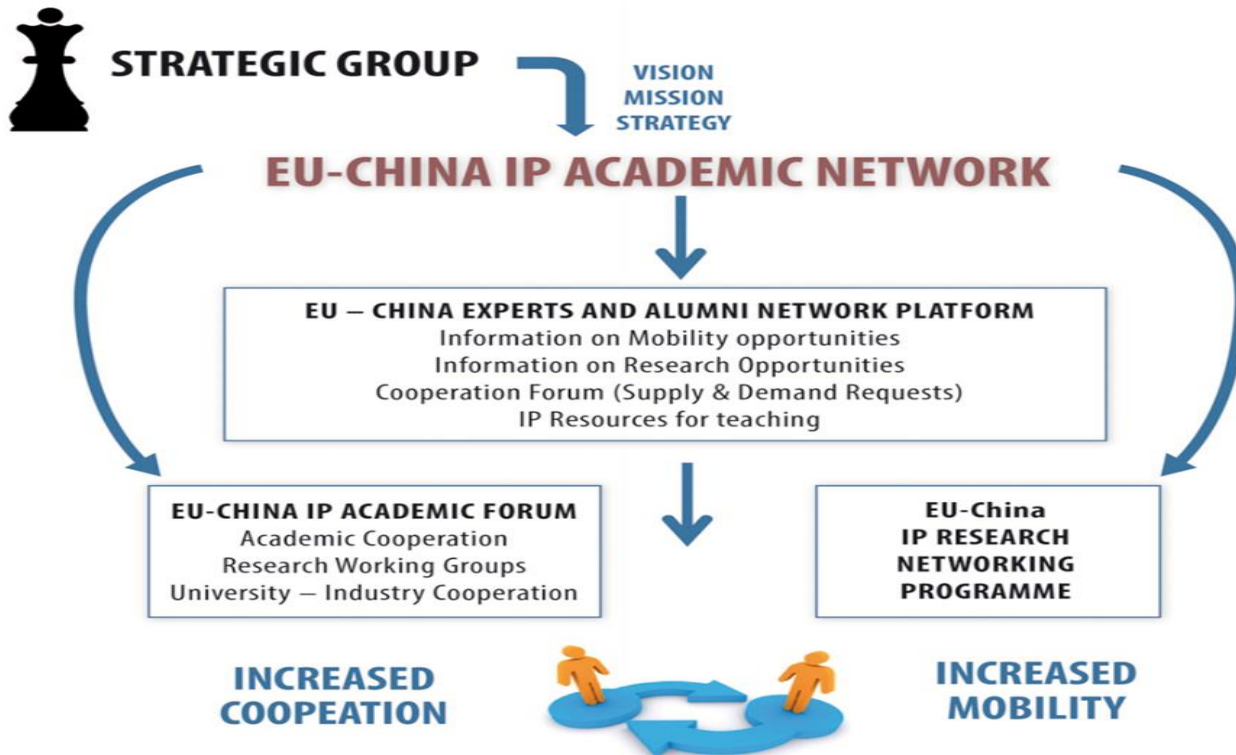 STRATEGIC GROUP
VISION
MISSION
STRATEGY
EU-CHINA IP ACADEMIC NETWORK
EU – CHINA EXPERTS AND ALUMNI NETWORK PLATFORM
Information on Mobility opportunities
Information on Research Opportunities
Cooperation Forum (Supply & Demand Requests)
IP Resources for teaching
EU-CHINA IP ACADEMIC FORUM
Academic Cooperation
Research Working Groups
University – Industry Cooperation
EU-China
IP RESEARCH
NETWORKING
PROGRAMME
INCREASED
COOPEATION
INCREASED
MOBILITY